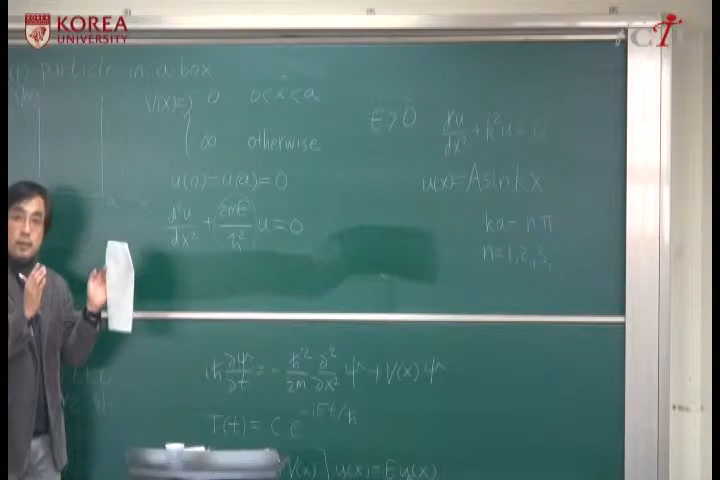 KOREA
UNIVERSITY
particle in a box
V(x)= { 0    0<x<a
∞    otherwise
u(0)=u(a)=0
d²u/dx² + (2mE/ħ²) u = 0
E>0    d²u/dx² + k²u = 0
u(x)=A sin kx
ka = nπ
n=1,2,3,
iħ ∂ψ/∂t = - ħ²/2m ∂²/∂x² ψ + V(x)ψ
T(t) = C e^{-iEt/ħ}
V(x) ] u(x) = E u(x)